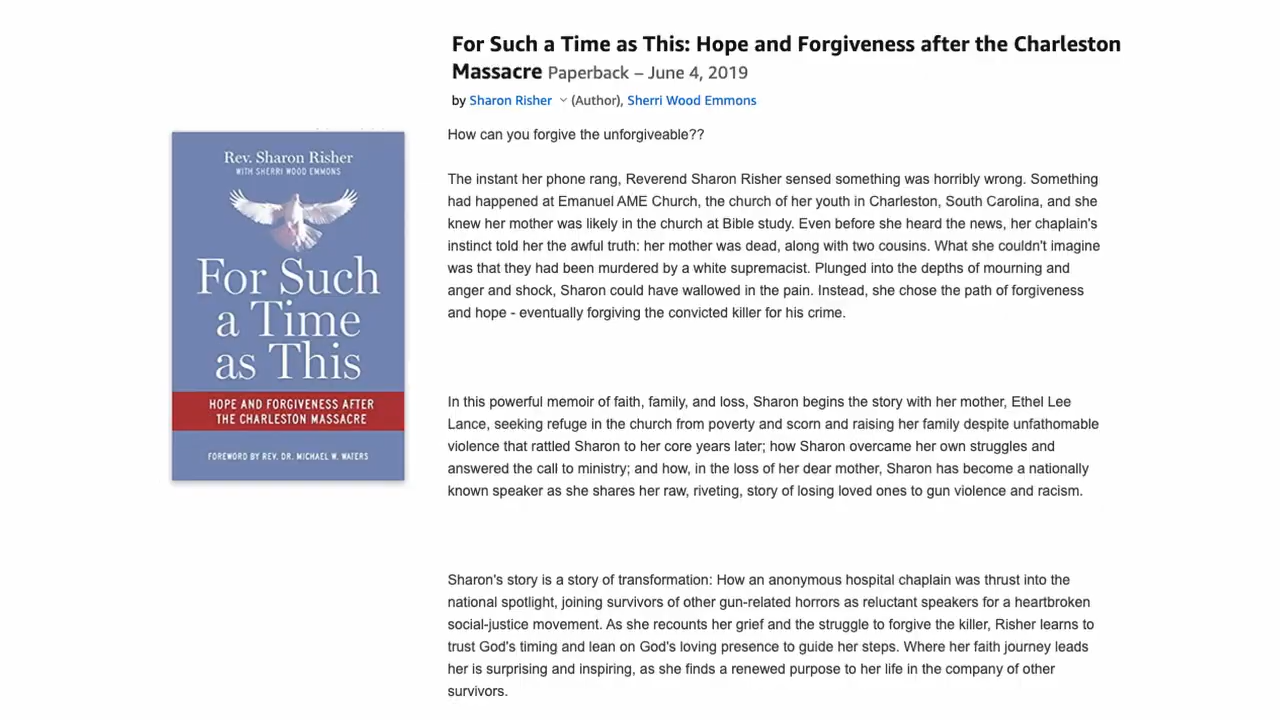 For Such a Time as This: Hope and Forgiveness after the Charleston
Massacre Paperback – June 4, 2019
by Sharon Risher (Author), Sherri Wood Emmons
Rev. Sharon Risher
WITH SHERRI WOOD EMMONS
For Such
a Time
as This
HOPE AND FORGIVENESS AFTER
THE CHARLESTON MASSACRE
FOREWORD BY REV. DR. MICHAEL W. WATERS
How can you forgive the unforgiveable??
The instant her phone rang, Reverend Sharon Risher sensed something was horribly wrong. Something
had happened at Emanuel AME Church, the church of her youth in Charleston, South Carolina, and she
knew her mother was likely in the church at Bible study. Even before she heard the news, her chaplain's
instinct told her the awful truth: her mother was dead, along with two cousins. What she couldn't imagine
was that they had been murdered by a white supremacist. Plunged into the depths of mourning and
anger and shock, Sharon could have wallowed in the pain. Instead, she chose the path of forgiveness
and hope - eventually forgiving the convicted killer for his crime.
In this powerful memoir of faith, family, and loss, Sharon begins the story with her mother, Ethel Lee
Lance, seeking refuge in the church from poverty and scorn and raising her family despite unfathomable
violence that rattled Sharon to her core years later; how Sharon overcame her own struggles and
answered the call to ministry; and how, in the loss of her dear mother, Sharon has become a nationally
known speaker as she shares her raw, riveting, story of losing loved ones to gun violence and racism.
Sharon's story is a story of transformation: How an anonymous hospital chaplain was thrust into the
national spotlight, joining survivors of other gun-related horrors as reluctant speakers for a heartbroken
social-justice movement. As she recounts her grief and the struggle to forgive the killer, Risher learns to
trust God's timing and lean on God's loving presence to guide her steps. Where her faith journey leads
her is surprising and inspiring, as she finds a renewed purpose to her life in the company of other
survivors.